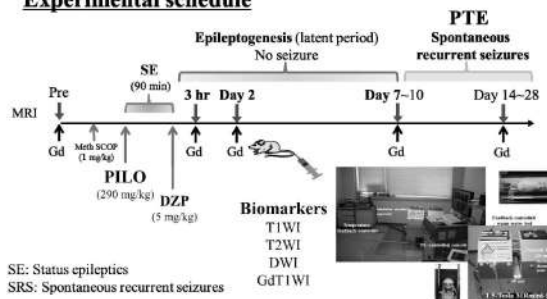 Experimental schedule
PTE
Epileptogenesis (latent period)
No seizure
Spontaneous
recurrent seizures
SE
(90 min)
Pre
3 hr
Day 2
Day 7~10
Day 14~28
MRI
Gd
Meth SCOP
(1 mg/kg)
Gd
Gd
Gd
Gd
PILO
(290 mg/kg)
DZP
(5 mg/kg)
Biomarkers
T1WI
T2WI
DWI
GdT1WI
SE: Status epileptics
SRS: Spontaneous recurrent seizures